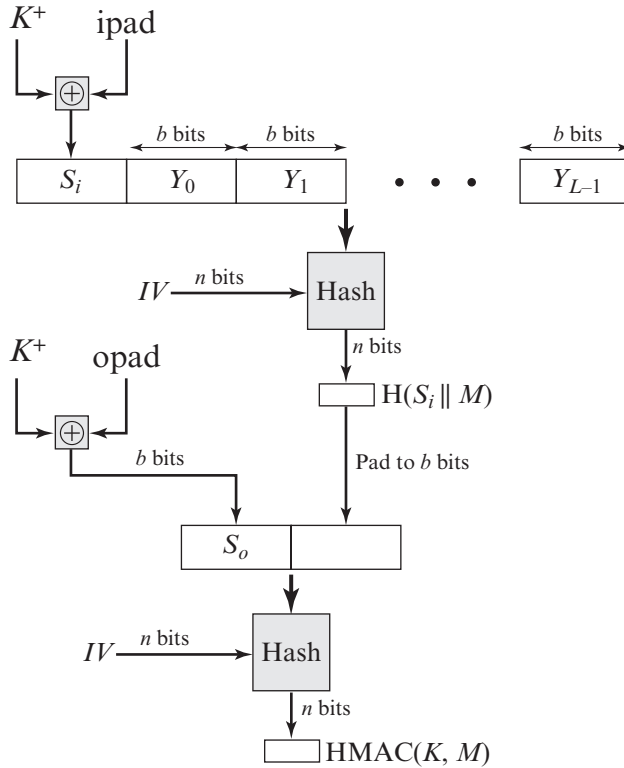 K⁺ ipad
⊕
b bits b bits b bits
Sᵢ Y₀ Y₁ • • • Y_{L–1}
n bits
IV Hash
n bits
K⁺ opad
H(Sᵢ || M)
⊕
b bits Pad to b bits
Sₒ
n bits
IV Hash
n bits
HMAC(K, M)